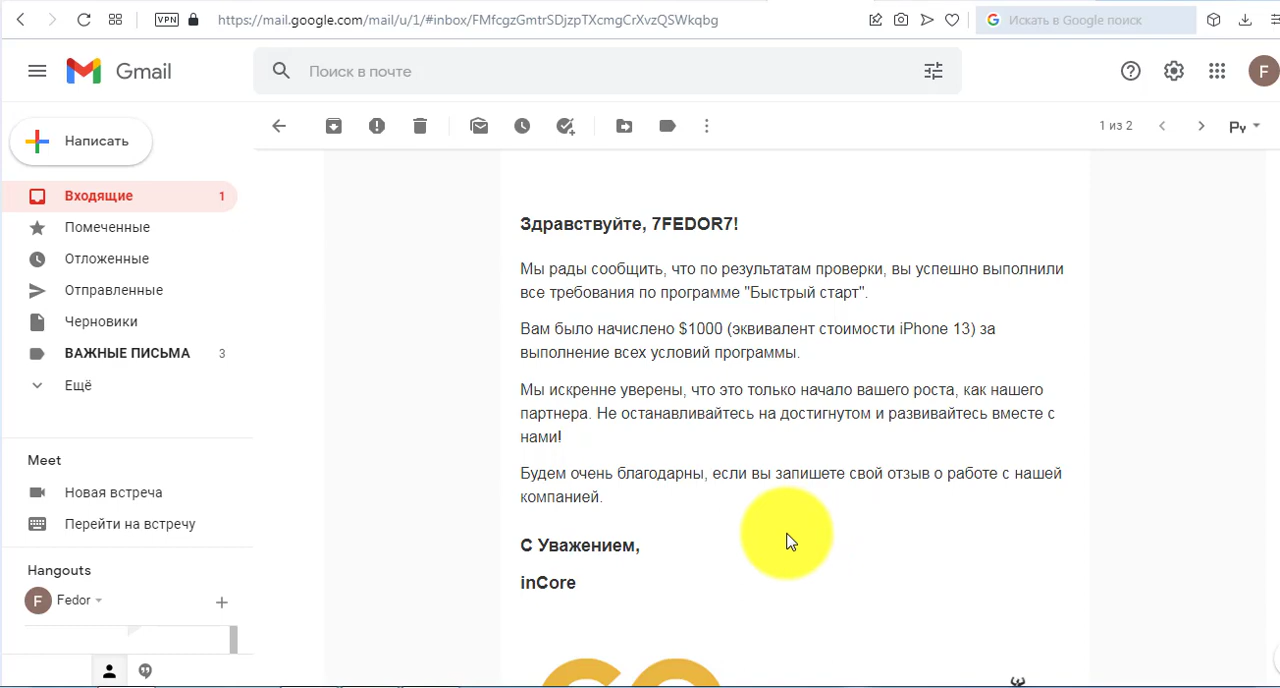 VPN
https://mail.google.com/mail/u/1/#inbox/FMfcgzGmtrSDjzpTXcmgCrXvzQSWkqbg
Искать в Google поиск
Gmail
Поиск в почте
F
Написать
1 из 2
Ру
Входящие 1
Помеченные
Отложенные
Отправленные
Черновики
ВАЖНЫЕ ПИСЬМА 3
Ещё
Meet
Новая встреча
Перейти на встречу
Hangouts
F Fedor
Здравствуйте, 7FEDOR7!
Мы рады сообщить, что по результатам проверки, вы успешно выполнили
все требования по программе "Быстрый старт".
Вам было начислено $1000 (эквивалент стоимости iPhone 13) за
выполнение всех условий программы.
Мы искренне уверены, что это только начало вашего роста, как нашего
партнера. Не останавливайтесь на достигнутом и развивайтесь вместе с
нами!
Будем очень благодарны, если вы запишете свой отзыв о работе с нашей
компанией.
С Уважением,
inCore